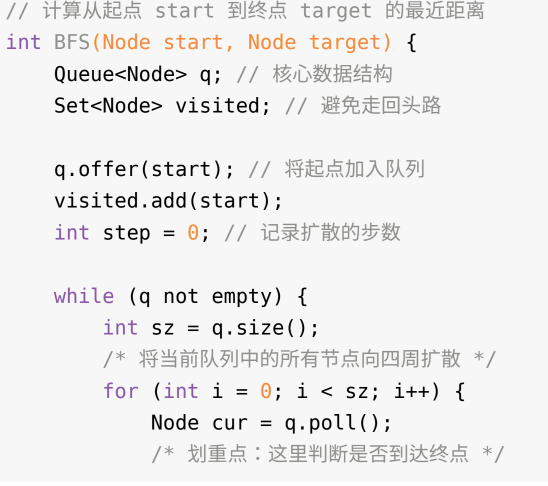 // 计算从起点 start 到终点 target 的最近距离
int BFS(Node start, Node target) {
    Queue<Node> q; // 核心数据结构
    Set<Node> visited; // 避免走回头路

    q.offer(start); // 将起点加入队列
    visited.add(start);
    int step = 0; // 记录扩散的步数

    while (q not empty) {
        int sz = q.size();
        /* 将当前队列中的所有节点向四周扩散 */
        for (int i = 0; i < sz; i++) {
            Node cur = q.poll();
            /* 划重点：这里判断是否到达终点 */